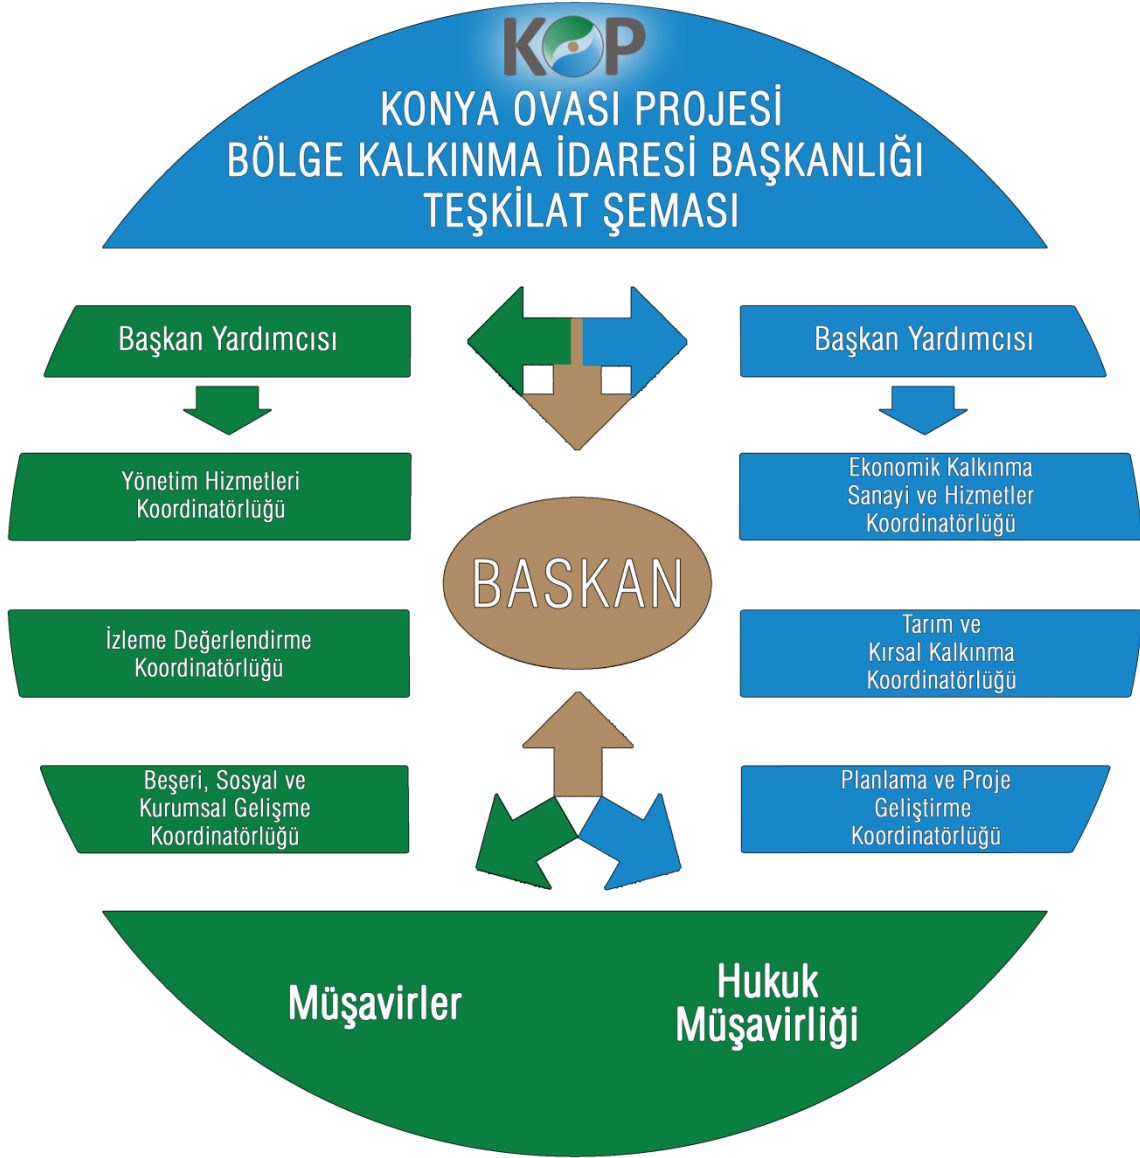 KOP
KONYA OVASI PROJESİ
BÖLGE KALKINMA İDARESİ BAŞKANLIĞI
TEŞKİLAT ŞEMASI
Başkan Yardımcısı
Yönetim Hizmetleri
Koordinatörlüğü
İzleme Değerlendirme
Koordinatörlüğü
Beşeri, Sosyal ve
Kurumsal Gelişme
Koordinatörlüğü
BASKAN
Başkan Yardımcısı
Ekonomik Kalkınma
Sanayi ve Hizmetler
Koordinatörlüğü
Tarım ve
Kırsal Kalkınma
Koordinatörlüğü
Planlama ve Proje
Geliştirme
Koordinatörlüğü
Müşavirler
Hukuk
Müşavirliği